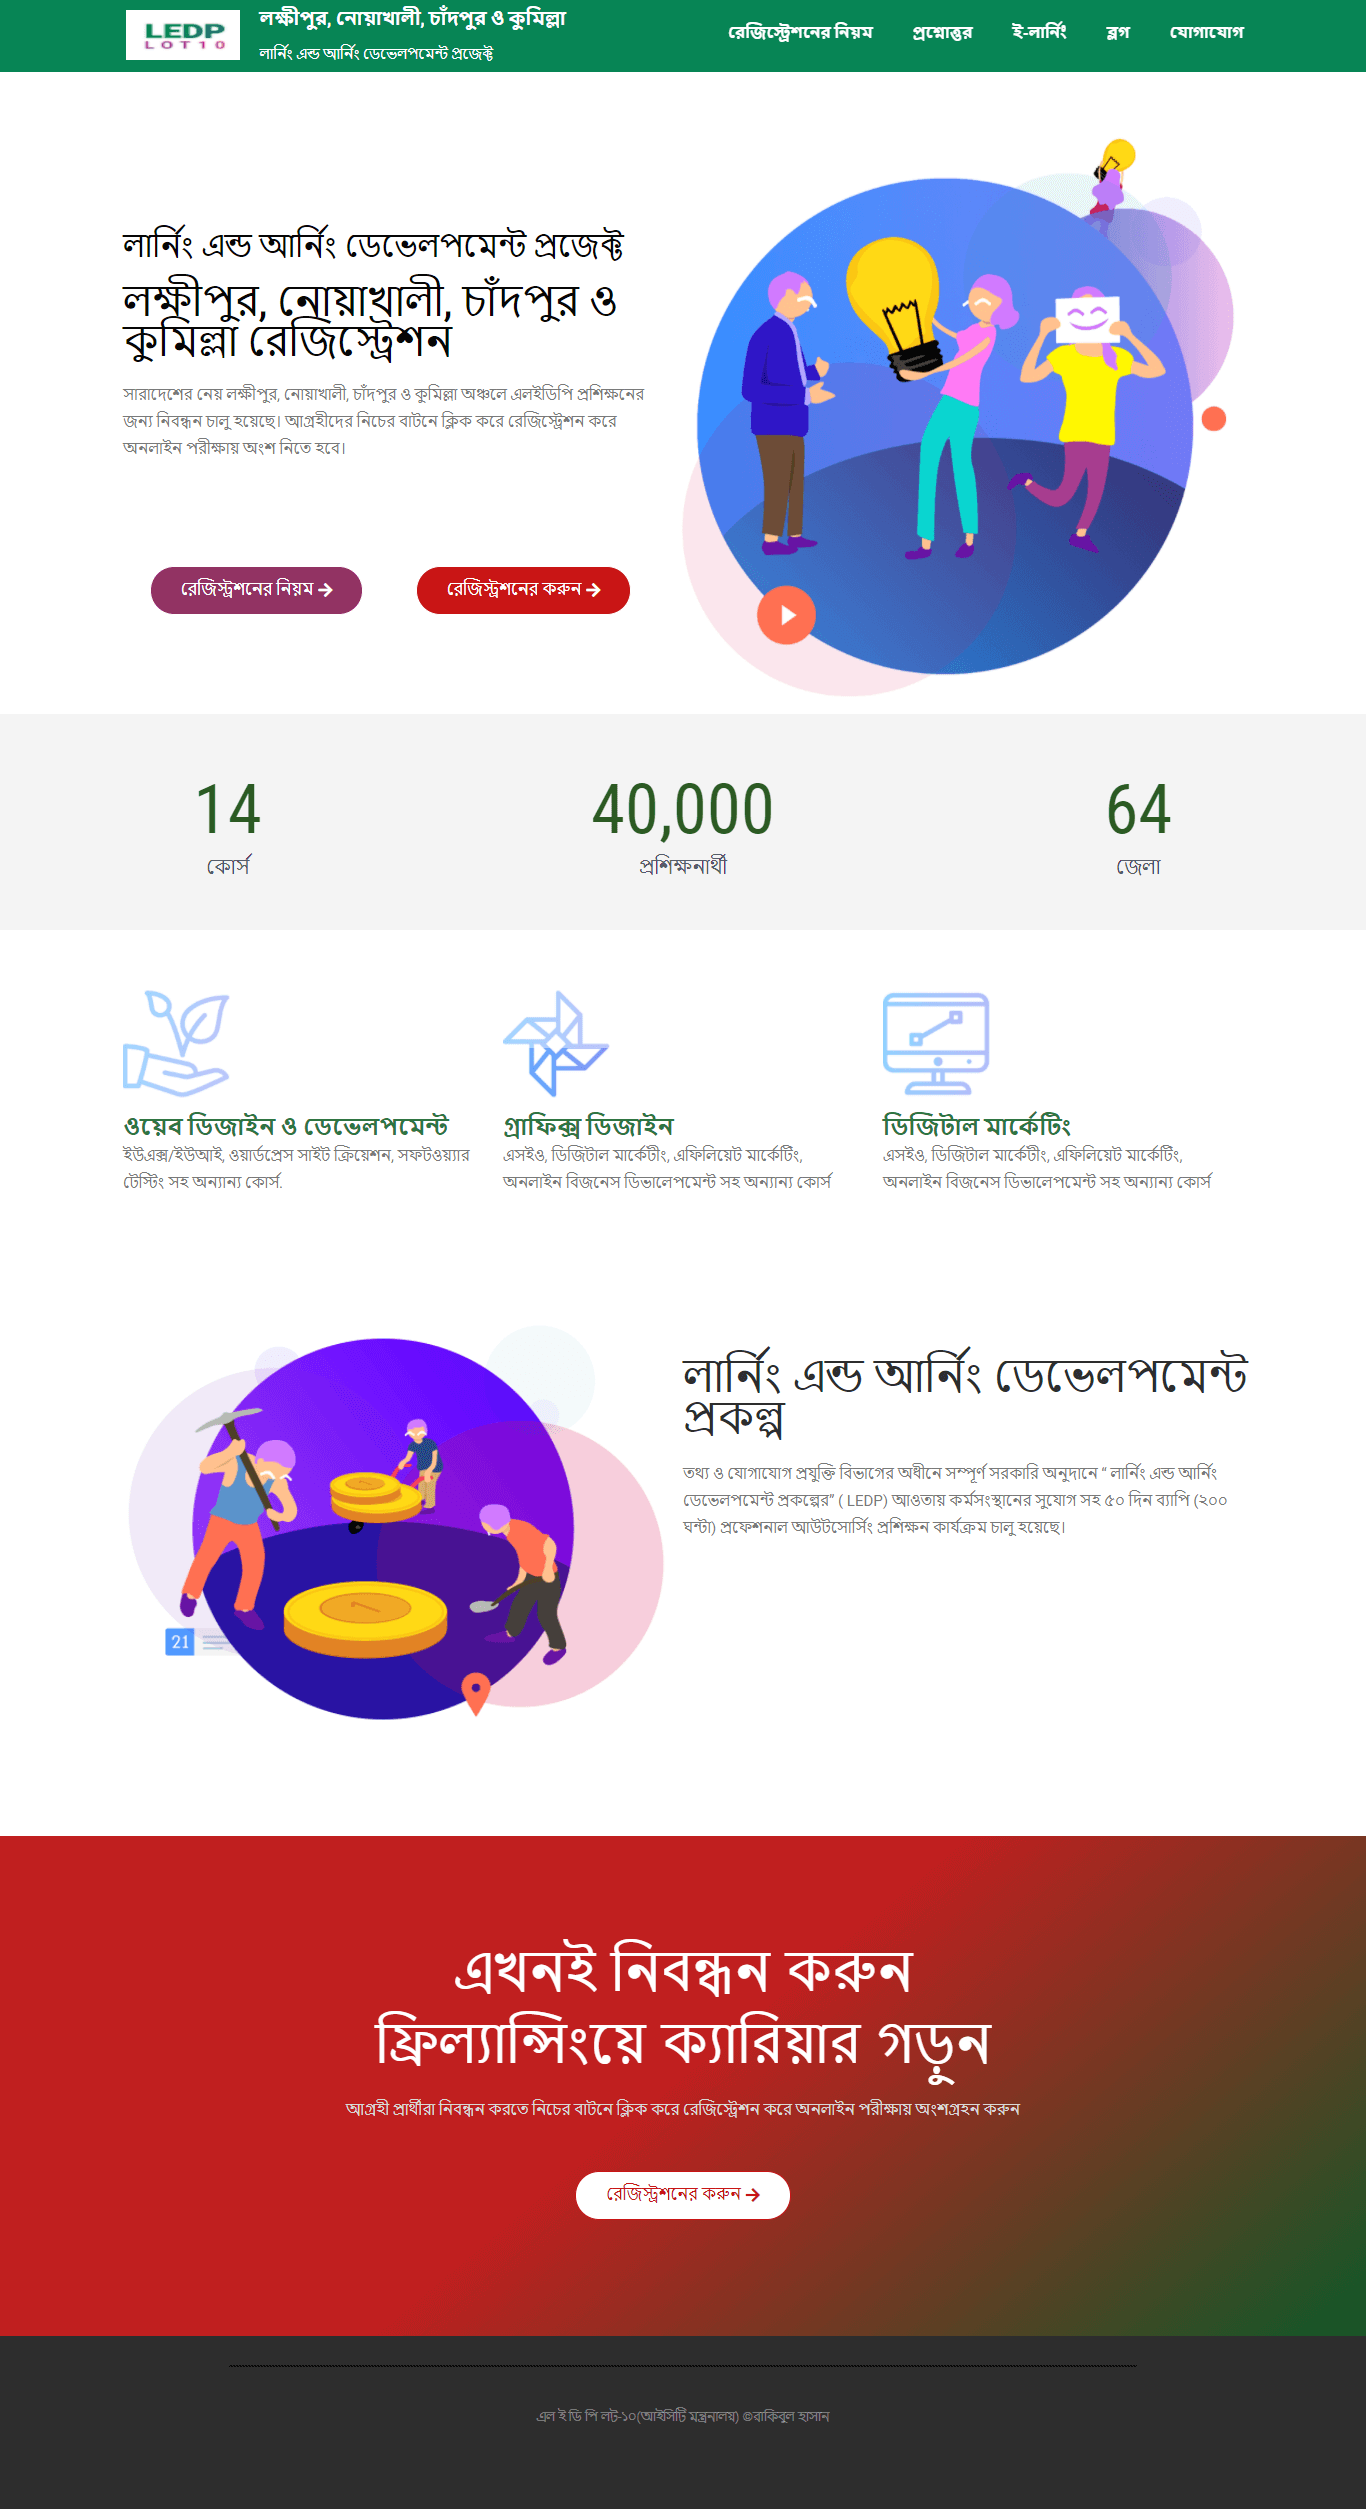 LEDP
LOT10
লক্ষীপুর, নোয়াখালী, চাঁদপুর ও কুমিল্লা
লার্নিং এন্ড আর্নিং ডেভেলপমেন্ট প্রজেক্ট
রেজিস্ট্রেশনের নিয়ম
প্রশ্নোত্তর
ই-লার্নিং
ব্লগ
যোগাযোগ
লার্নিং এন্ড আর্নিং ডেভেলপমেন্ট প্রজেক্ট
লক্ষীপুর, নোয়াখালী, চাঁদপুর ও
কুমিল্লা রেজিস্ট্রেশন
সারাদেশের নেয় লক্ষীপুর, নোয়াখালী, চাঁদপুর ও কুমিল্লা অঞ্চলে এলইডিপি প্রশিক্ষনের
জন্য নিবন্ধন চালু হয়েছে। আগ্রহীদের নিচের বাটনে ক্লিক করে রেজিস্ট্রেশন করে
অনলাইন পরীক্ষায় অংশ নিতে হবে।
রেজিস্ট্রশনের নিয়ম
রেজিস্ট্রশনের করুন
14
কোর্স
40,000
প্রশিক্ষনার্থী
64
জেলা
ওয়েব ডিজাইন ও ডেভেলপমেন্ট
ইউএক্স/ইউআই, ওয়ার্ডপ্রেস সাইট ক্রিয়েশন, সফটওয়্যার
টেস্টিং সহ অন্যান্য কোর্স.
গ্রাফিক্স ডিজাইন
এসইও, ডিজিটাল মার্কেটীং, এফিলিয়েট মার্কেটিং,
অনলাইন বিজনেস ডিভালেপমেন্ট সহ অন্যান্য কোর্স
ডিজিটাল মার্কেটিং
এসইও, ডিজিটাল মার্কেটীং, এফিলিয়েট মার্কেটিং,
অনলাইন বিজনেস ডিভালেপমেন্ট সহ অন্যান্য কোর্স
21
লার্নিং এন্ড আর্নিং ডেভেলপমেন্ট
প্রকল্প
তথ্য ও যোগাযোগ প্রযুক্তি বিভাগের অধীনে সম্পূর্ণ সরকারি অনুদানে “ লার্নিং এন্ড আর্নিং
ডেভেলপমেন্ট প্রকল্পের” ( LEDP) আওতায় কর্মসংস্থানের সুযোগ সহ ৫০ দিন ব্যাপি (২০০
ঘন্টা) প্রফেশনাল আউটসোর্সিং প্রশিক্ষন কার্যক্রম চালু হয়েছে।
এখনই নিবন্ধন করুন
ফ্রিল্যান্সিংয়ে ক্যারিয়ার গড়ুন
আগ্রহী প্রার্থীরা নিবন্ধন করতে নিচের বাটনে ক্লিক করে রেজিস্ট্রেশন করে অনলাইন পরীক্ষায় অংশগ্রহন করুন
রেজিস্ট্রশনের করুন
এল ই ডি পি লট-১০(আইসিটি মন্ত্রনালয়) ©রাকিবুল হাসান